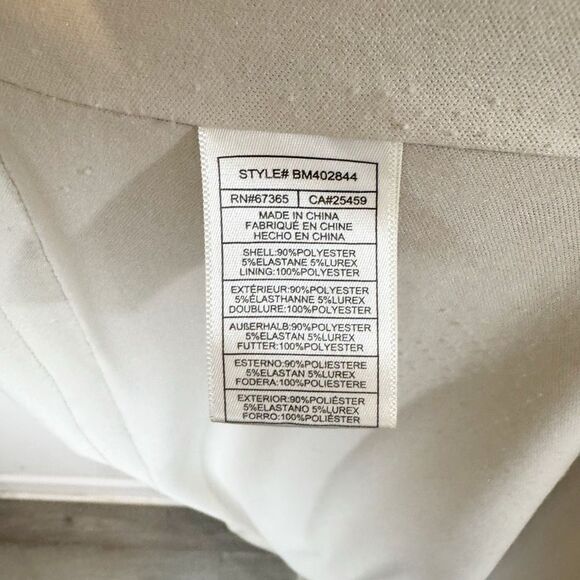 STYLE# BM402844
RN#67365 CA#25459
MADE IN CHINA
FABRIQUÉ EN CHINE
HECHO EN CHINA
SHELL:90%POLYESTER
5%ELASTANE 5%LUREX
LINING:100%POLYESTER
EXTÉRIEUR:90%POLYESTER
5%ÉLASTHANNE 5%LUREX
DOUBLURE:100%POLYESTER
AUßERHALB:90%POLYESTER
5%ELASTAN 5%LUREX
FUTTER:100%POLYESTER
ESTERNO:90%POLIESTERE
5%ELASTAN 5%LUREX
FODERA:100%POLIESTERE
EXTERIOR:90%POLIÉSTER
5%ELASTANO 5%LUREX
FORRO:100%POLIÉSTER